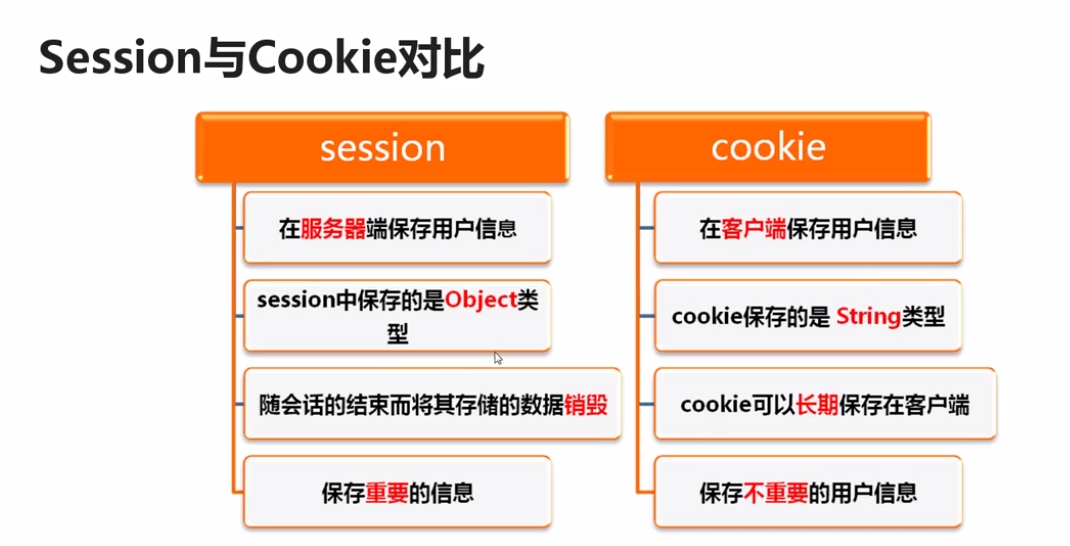 Session与Cookie对比
session
在服务器端保存用户信息
session中保存的是Object类
型
随会话的结束而将其存储的数据销毁
保存重要的信息
cookie
在客户端保存用户信息
cookie保存的是 String类型
cookie可以长期保存在客户端
保存不重要的用户信息